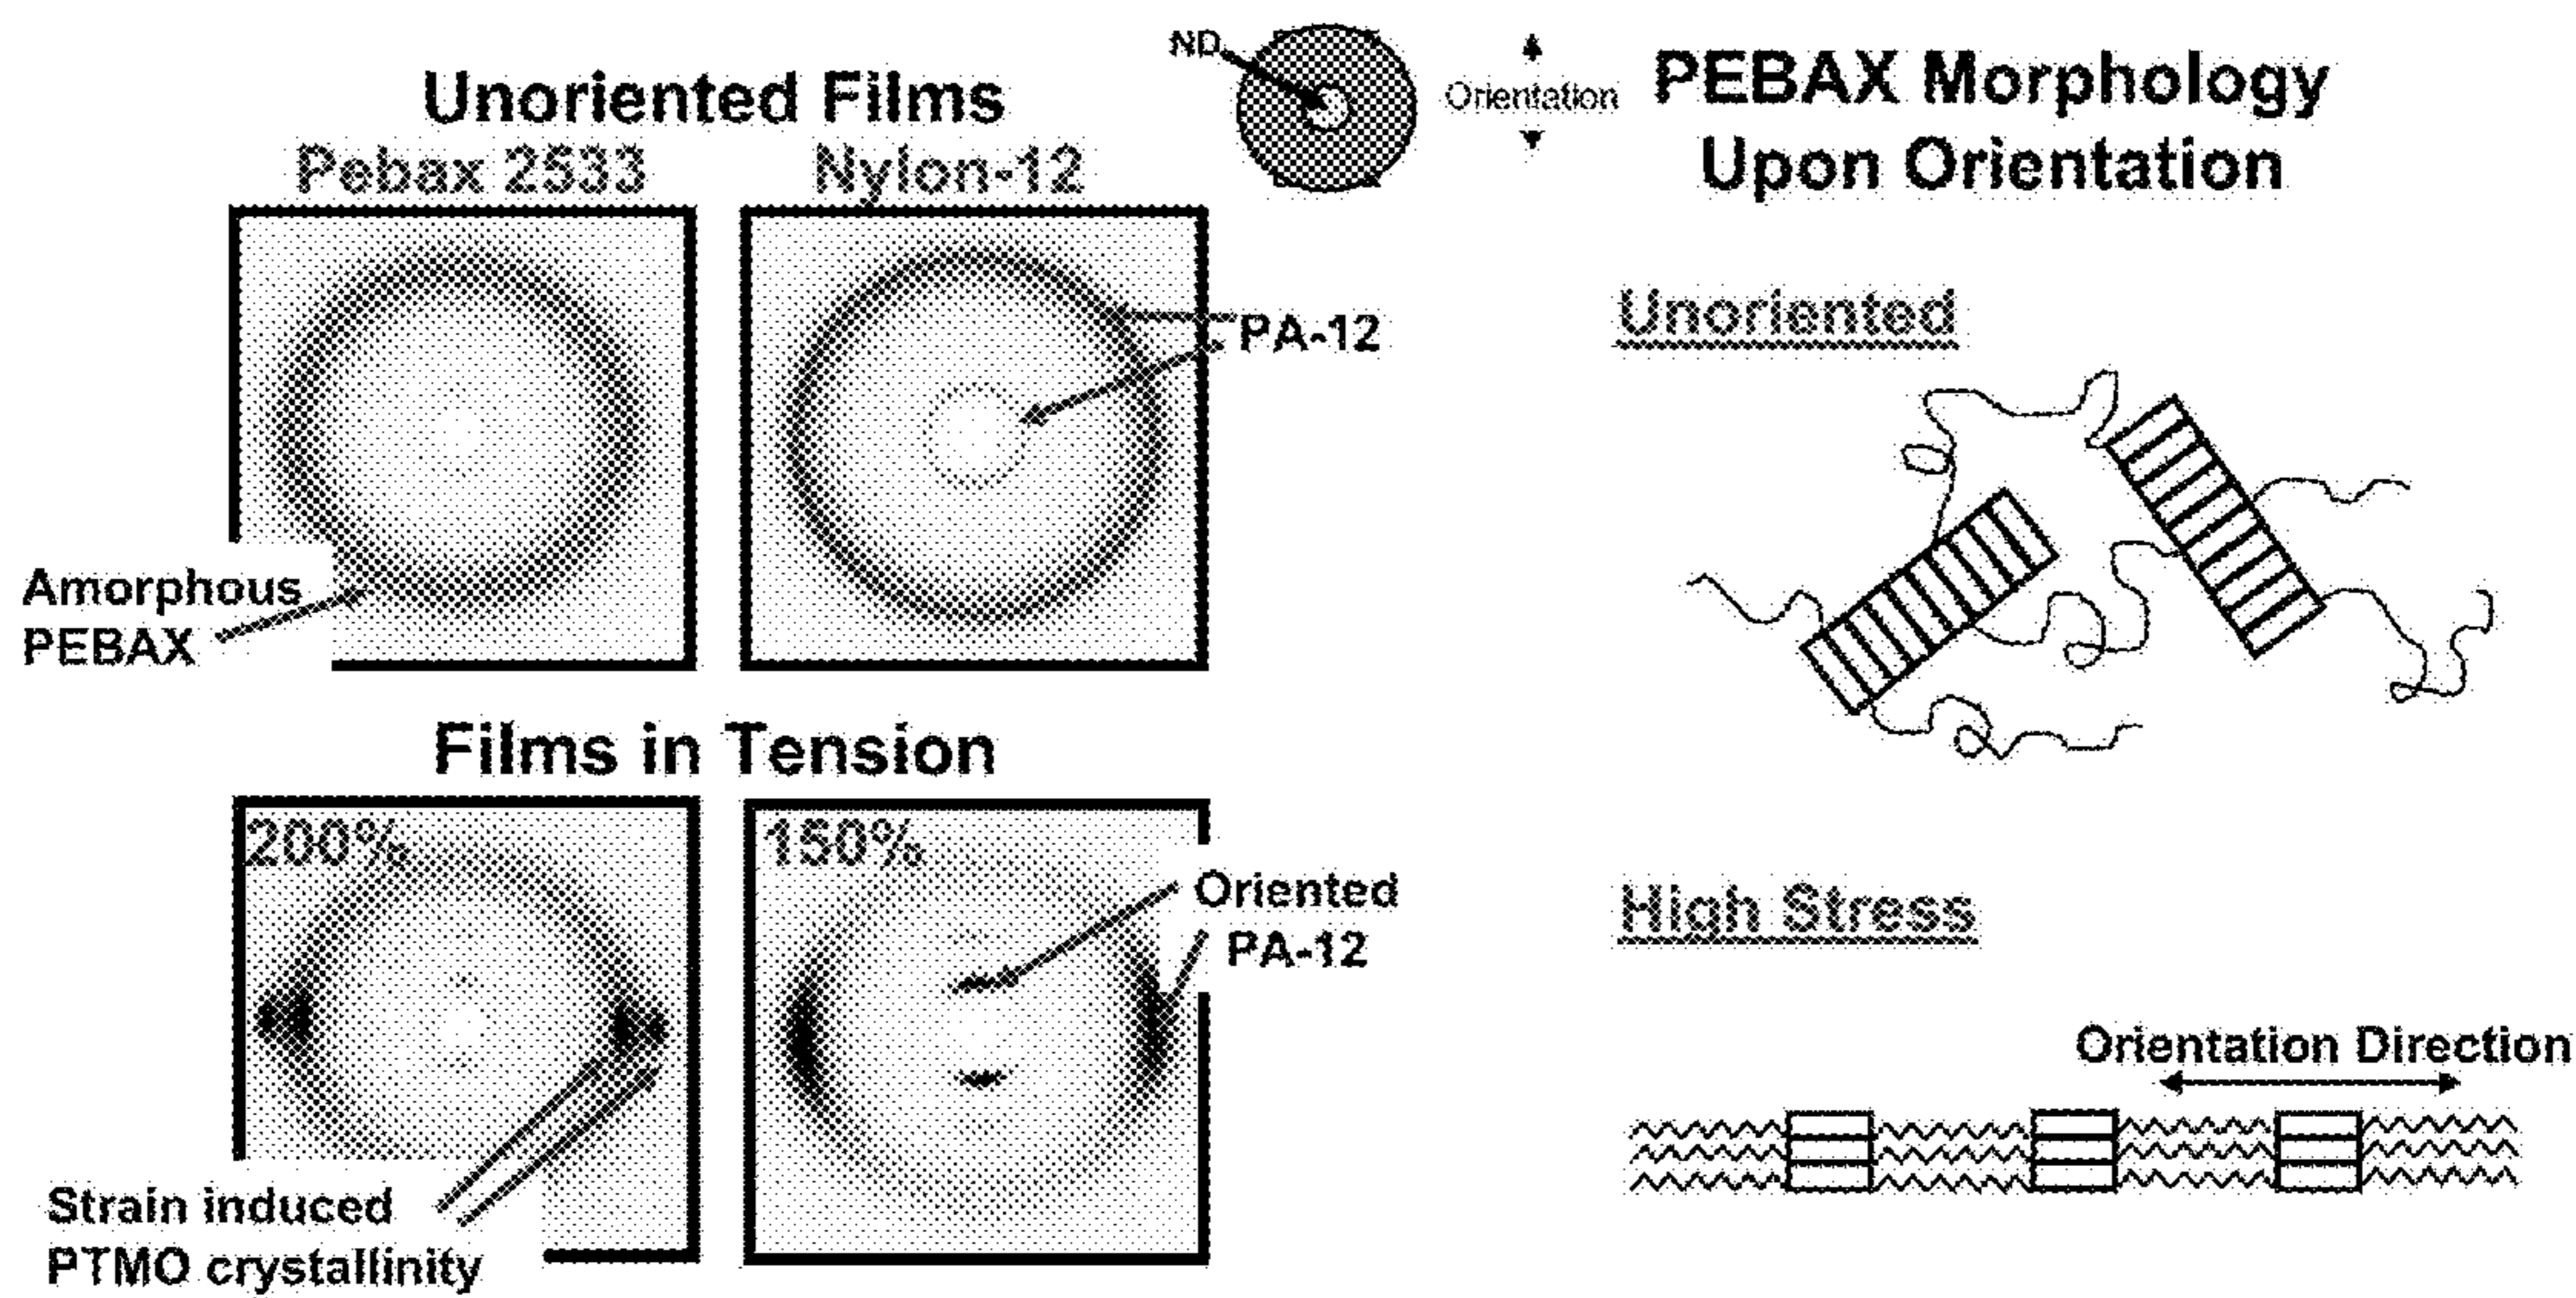 Unoriented Films
Pebax 2533
Nylon-12
ND
Orientation
PA-12
Amorphous
PEBAX
Films in Tension
200%
150%
Oriented
PA-12
Strain induced
PTMO crystallinity
PEBAX Morphology
Upon Orientation
Unoriented
High Stress
Orientation Direction